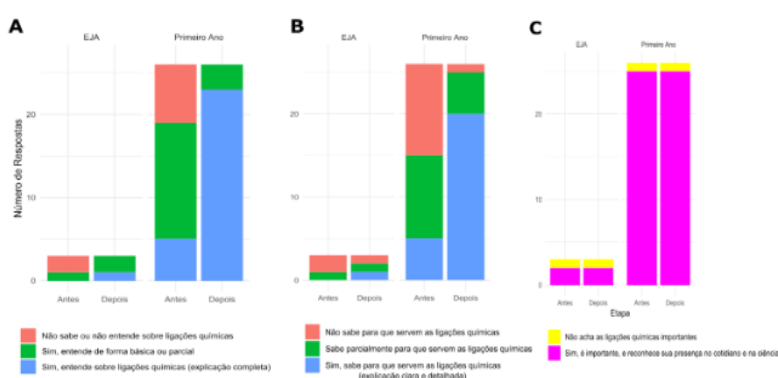 A
EJA
Primeiro Ano
Número de Respostas
20
10
0
Antes
Depois
Antes
Depois
Não sabe ou não entende sobre ligações químicas
Sim, entende de forma básica ou parcial
Sim, entende sobre ligações químicas (explicação completa)
B
EJA
Primeiro Ano
20
10
0
Antes
Depois
Antes
Depois
Não sabe para que servem as ligações químicas
Sabe parcialmente para que servem as ligações químicas
Sim, sabe para que servem as ligações químicas
(explicação clara e detalhada)
C
EJA
Primeiro Ano
20
10
0
Antes
Depois
Antes
Depois
Etapa
Não acha as ligações químicas importantes
Sim, é importante, e reconhece sua presença no cotidiano e na ciência